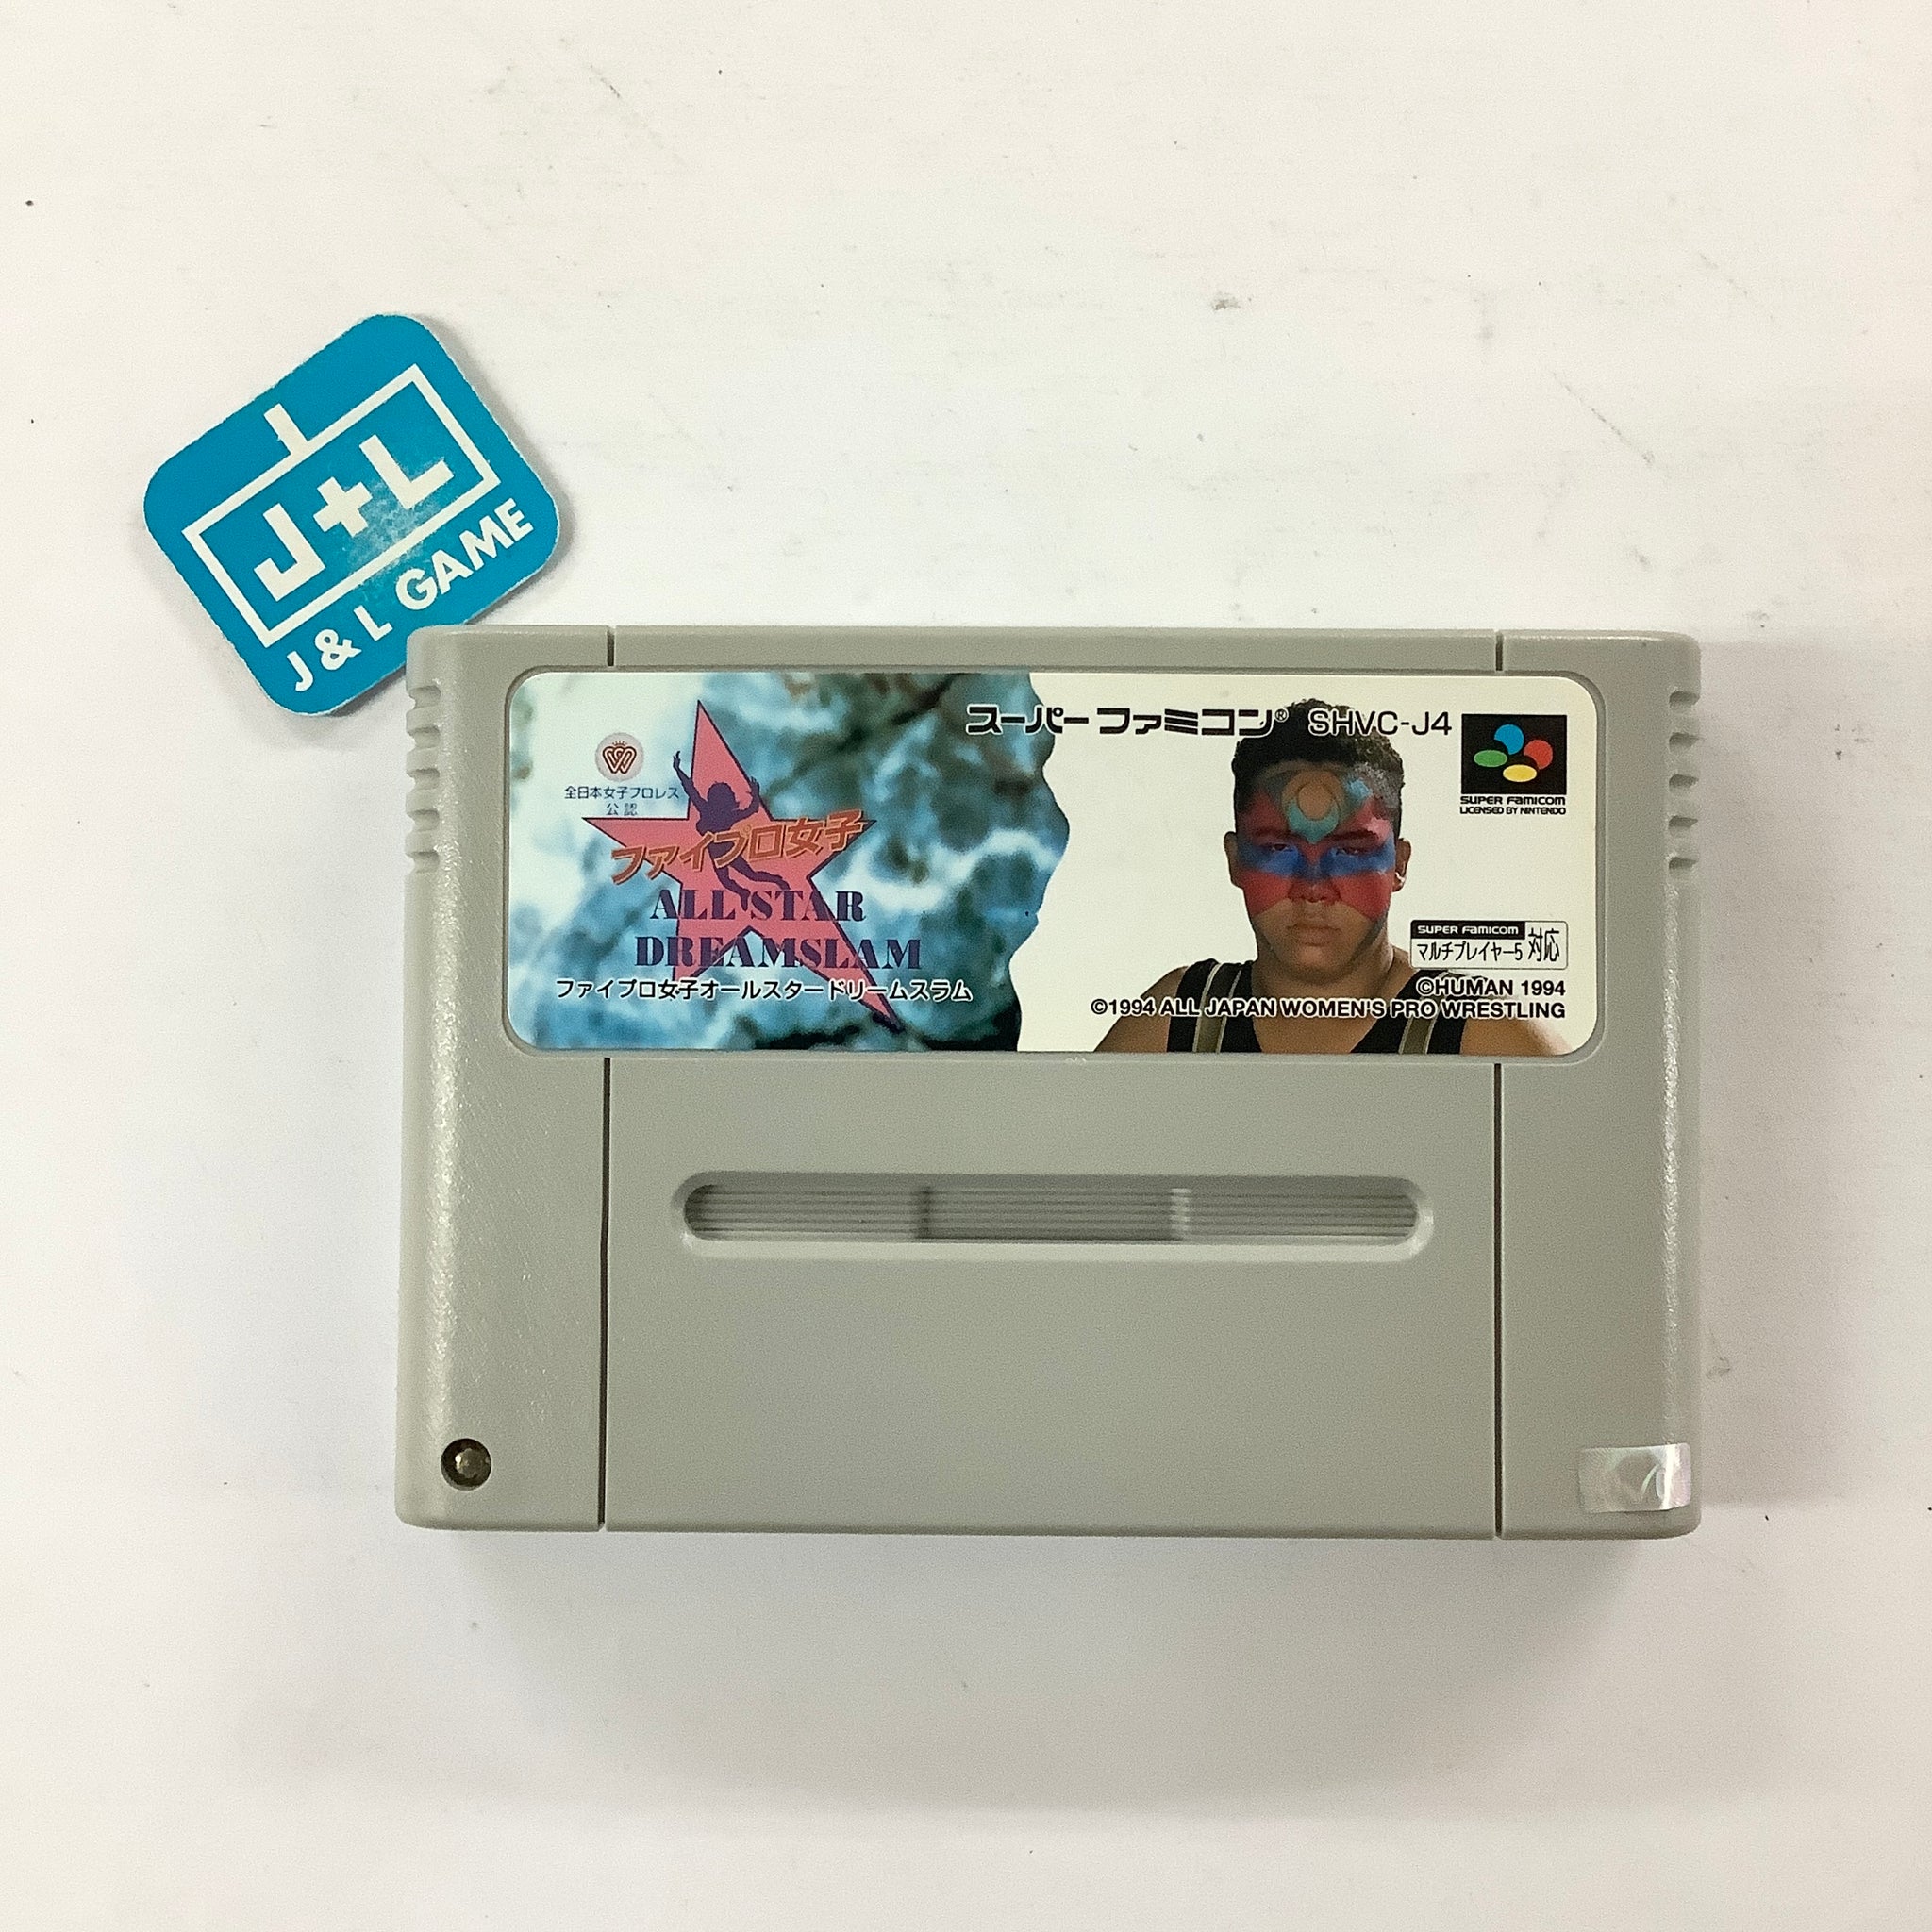 J+L
J & L GAME
スーパーファミコン® SHVC-J4
全日本女子プロレス
公認
ファイプロ女子
ALL STAR
DREAMSLAM
ファイプロ女子オールスタードリームスラム
SUPER FAMICOM
LICENSED BY NINTENDO
SUPER FAMICOM
マルチプレイヤー5 対応
©HUMAN 1994
©1994 ALL JAPAN WOMEN'S PRO WRESTLING